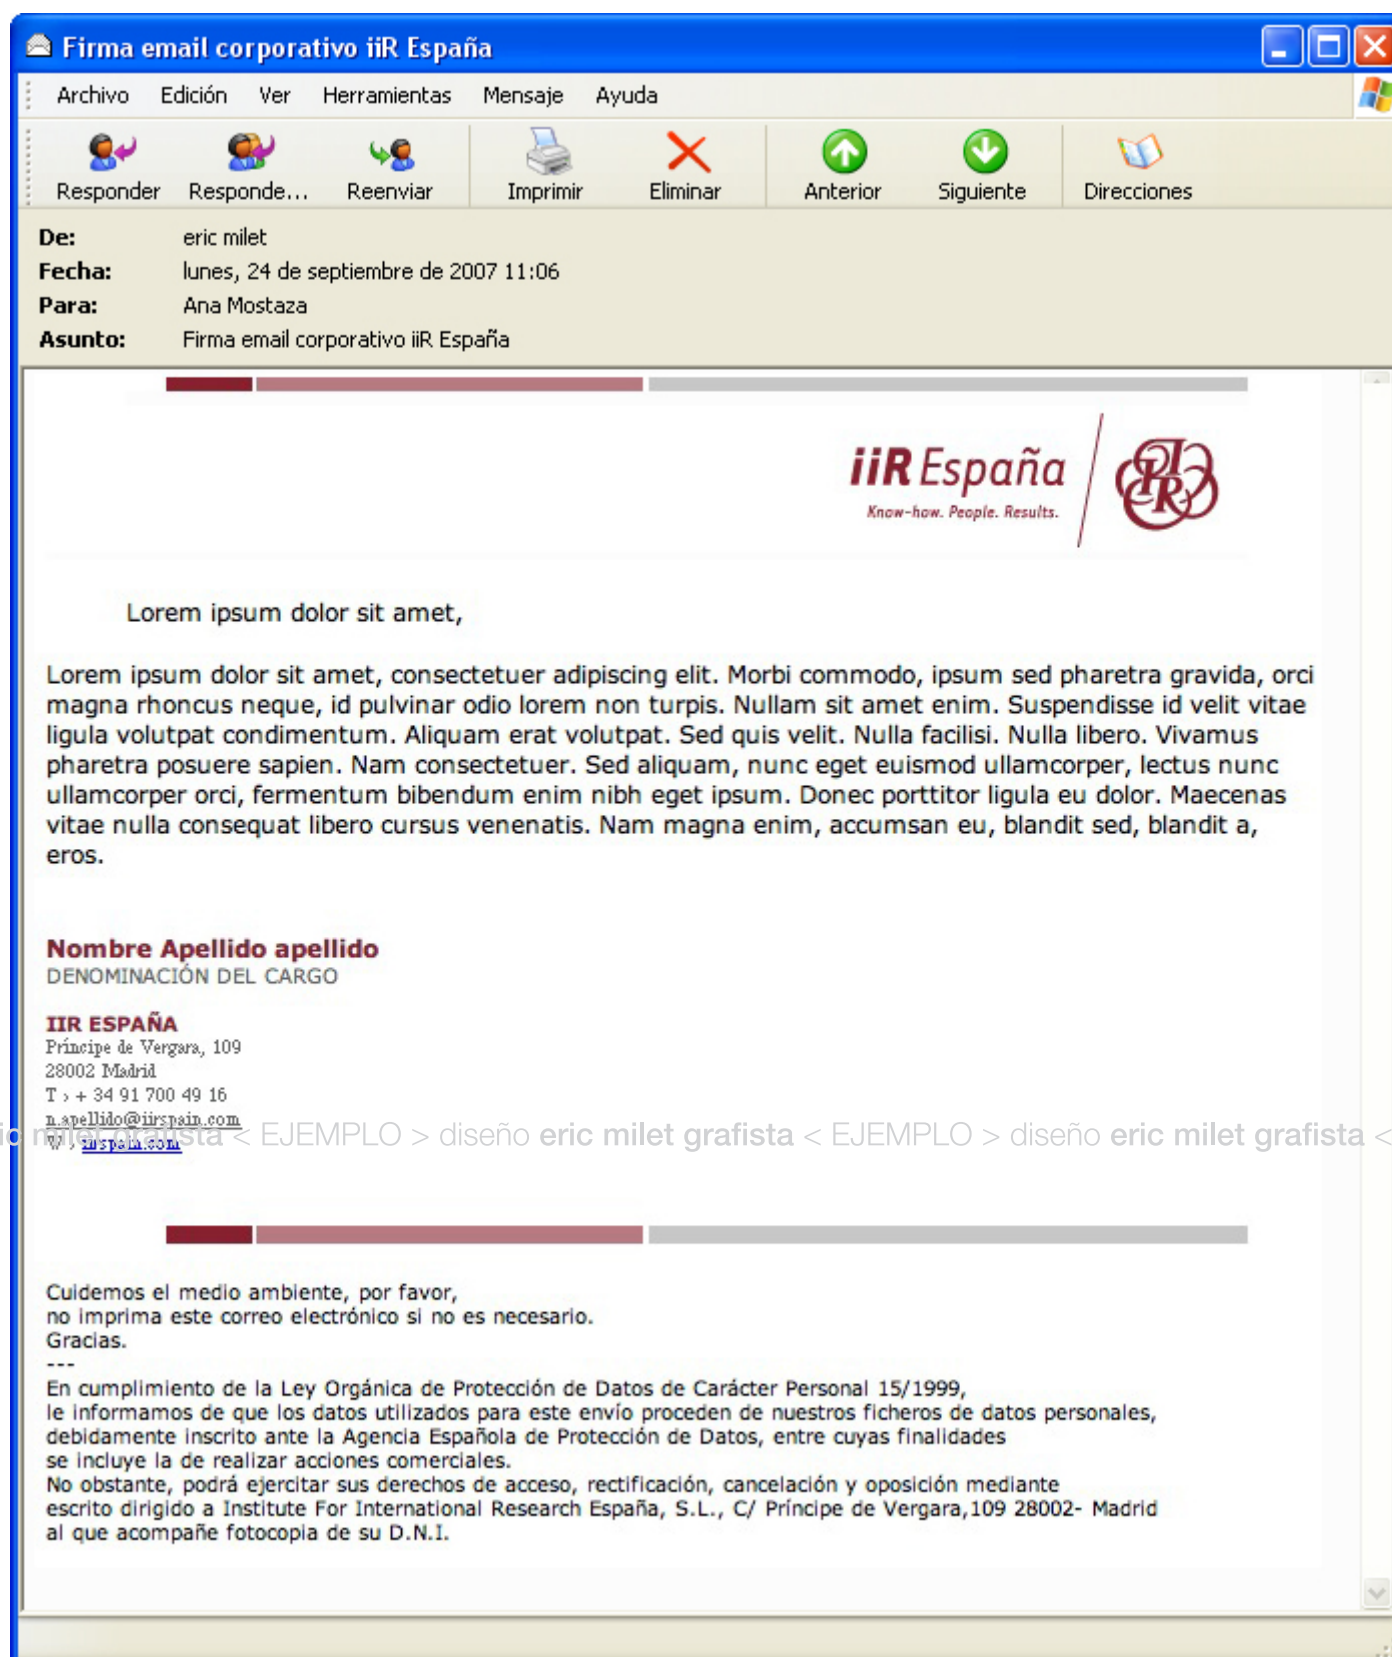 Firma email corporativo iiR España
Archivo Edición Ver Herramientas Mensaje Ayuda
Responder Responde... Reenviar Imprimir Eliminar Anterior Siguiente Direcciones
De: eric milet
Fecha: lunes, 24 de septiembre de 2007 11:06
Para: Ana Mostaza
Asunto: Firma email corporativo iiR España
iiR España
Know-how. People. Results.
IIR
Lorem ipsum dolor sit amet,
Lorem ipsum dolor sit amet, consectetuer adipiscing elit. Morbi commodo, ipsum sed pharetra gravida, orci
magna rhoncus neque, id pulvinar odio lorem non turpis. Nullam sit amet enim. Suspendisse id velit vitae
ligula volutpat condimentum. Aliquam erat volutpat. Sed quis velit. Nulla facilisi. Nulla libero. Vivamus
pharetra posuere sapien. Nam consectetuer. Sed aliquam, nunc eget euismod ullamcorper, lectus nunc
ullamcorper orci, fermentum bibendum enim nibh eget ipsum. Donec porttitor ligula eu dolor. Maecenas
vitae nulla consequat libero cursus venenatis. Nam magna enim, accumsan eu, blandit sed, blandit a,
eros.
Nombre Apellido apellido
DENOMINACIÓN DEL CARGO
IIR ESPAÑA
Príncipe de Vergara, 109
28002 Madrid
T › + 34 91 700 49 16
n.apellido@iirspain.com
W › iirspain.com
ic milet grafista < EJEMPLO > diseño eric milet grafista < EJEMPLO > diseño eric milet grafista <
Cuidemos el medio ambiente, por favor,
no imprima este correo electrónico si no es necesario.
Gracias.
---
En cumplimiento de la Ley Orgánica de Protección de Datos de Carácter Personal 15/1999,
le informamos de que los datos utilizados para este envío proceden de nuestros ficheros de datos personales,
debidamente inscrito ante la Agencia Española de Protección de Datos, entre cuyas finalidades
se incluye la de realizar acciones comerciales.
No obstante, podrá ejercitar sus derechos de acceso, rectificación, cancelación y oposición mediante
escrito dirigido a Institute For International Research España, S.L., C/ Príncipe de Vergara,109 28002- Madrid
al que acompañe fotocopia de su D.N.I.